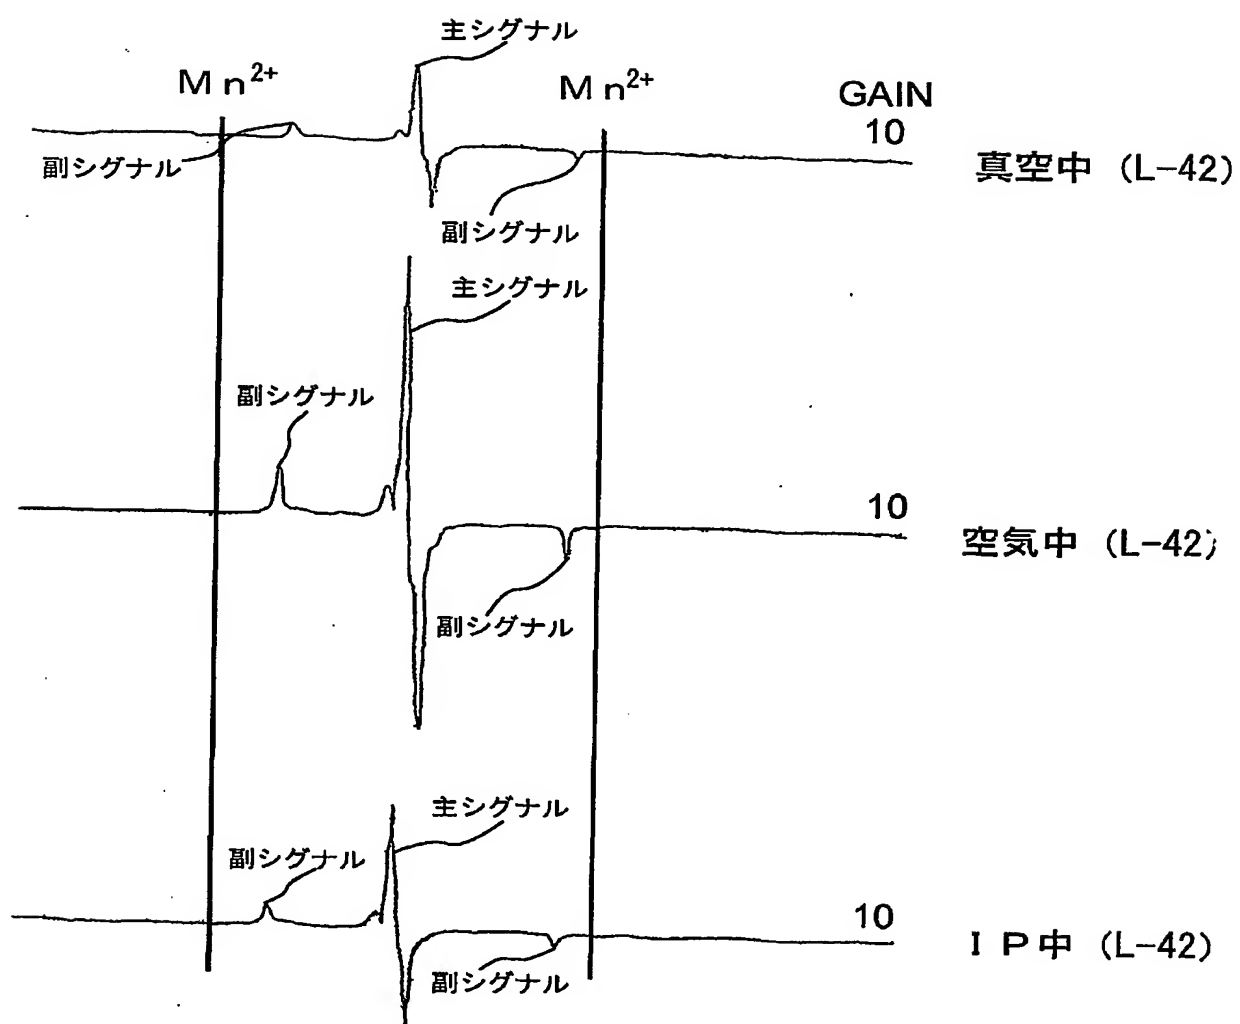 主シグナル
Mn²⁺
Mn²⁺
GAIN
10
真空中 (L-42)
副シグナル
副シグナル
主シグナル
副シグナル
10
空気中 (L-42)
副シグナル
主シグナル
副シグナル
10
IP中 (L-42)
副シグナル